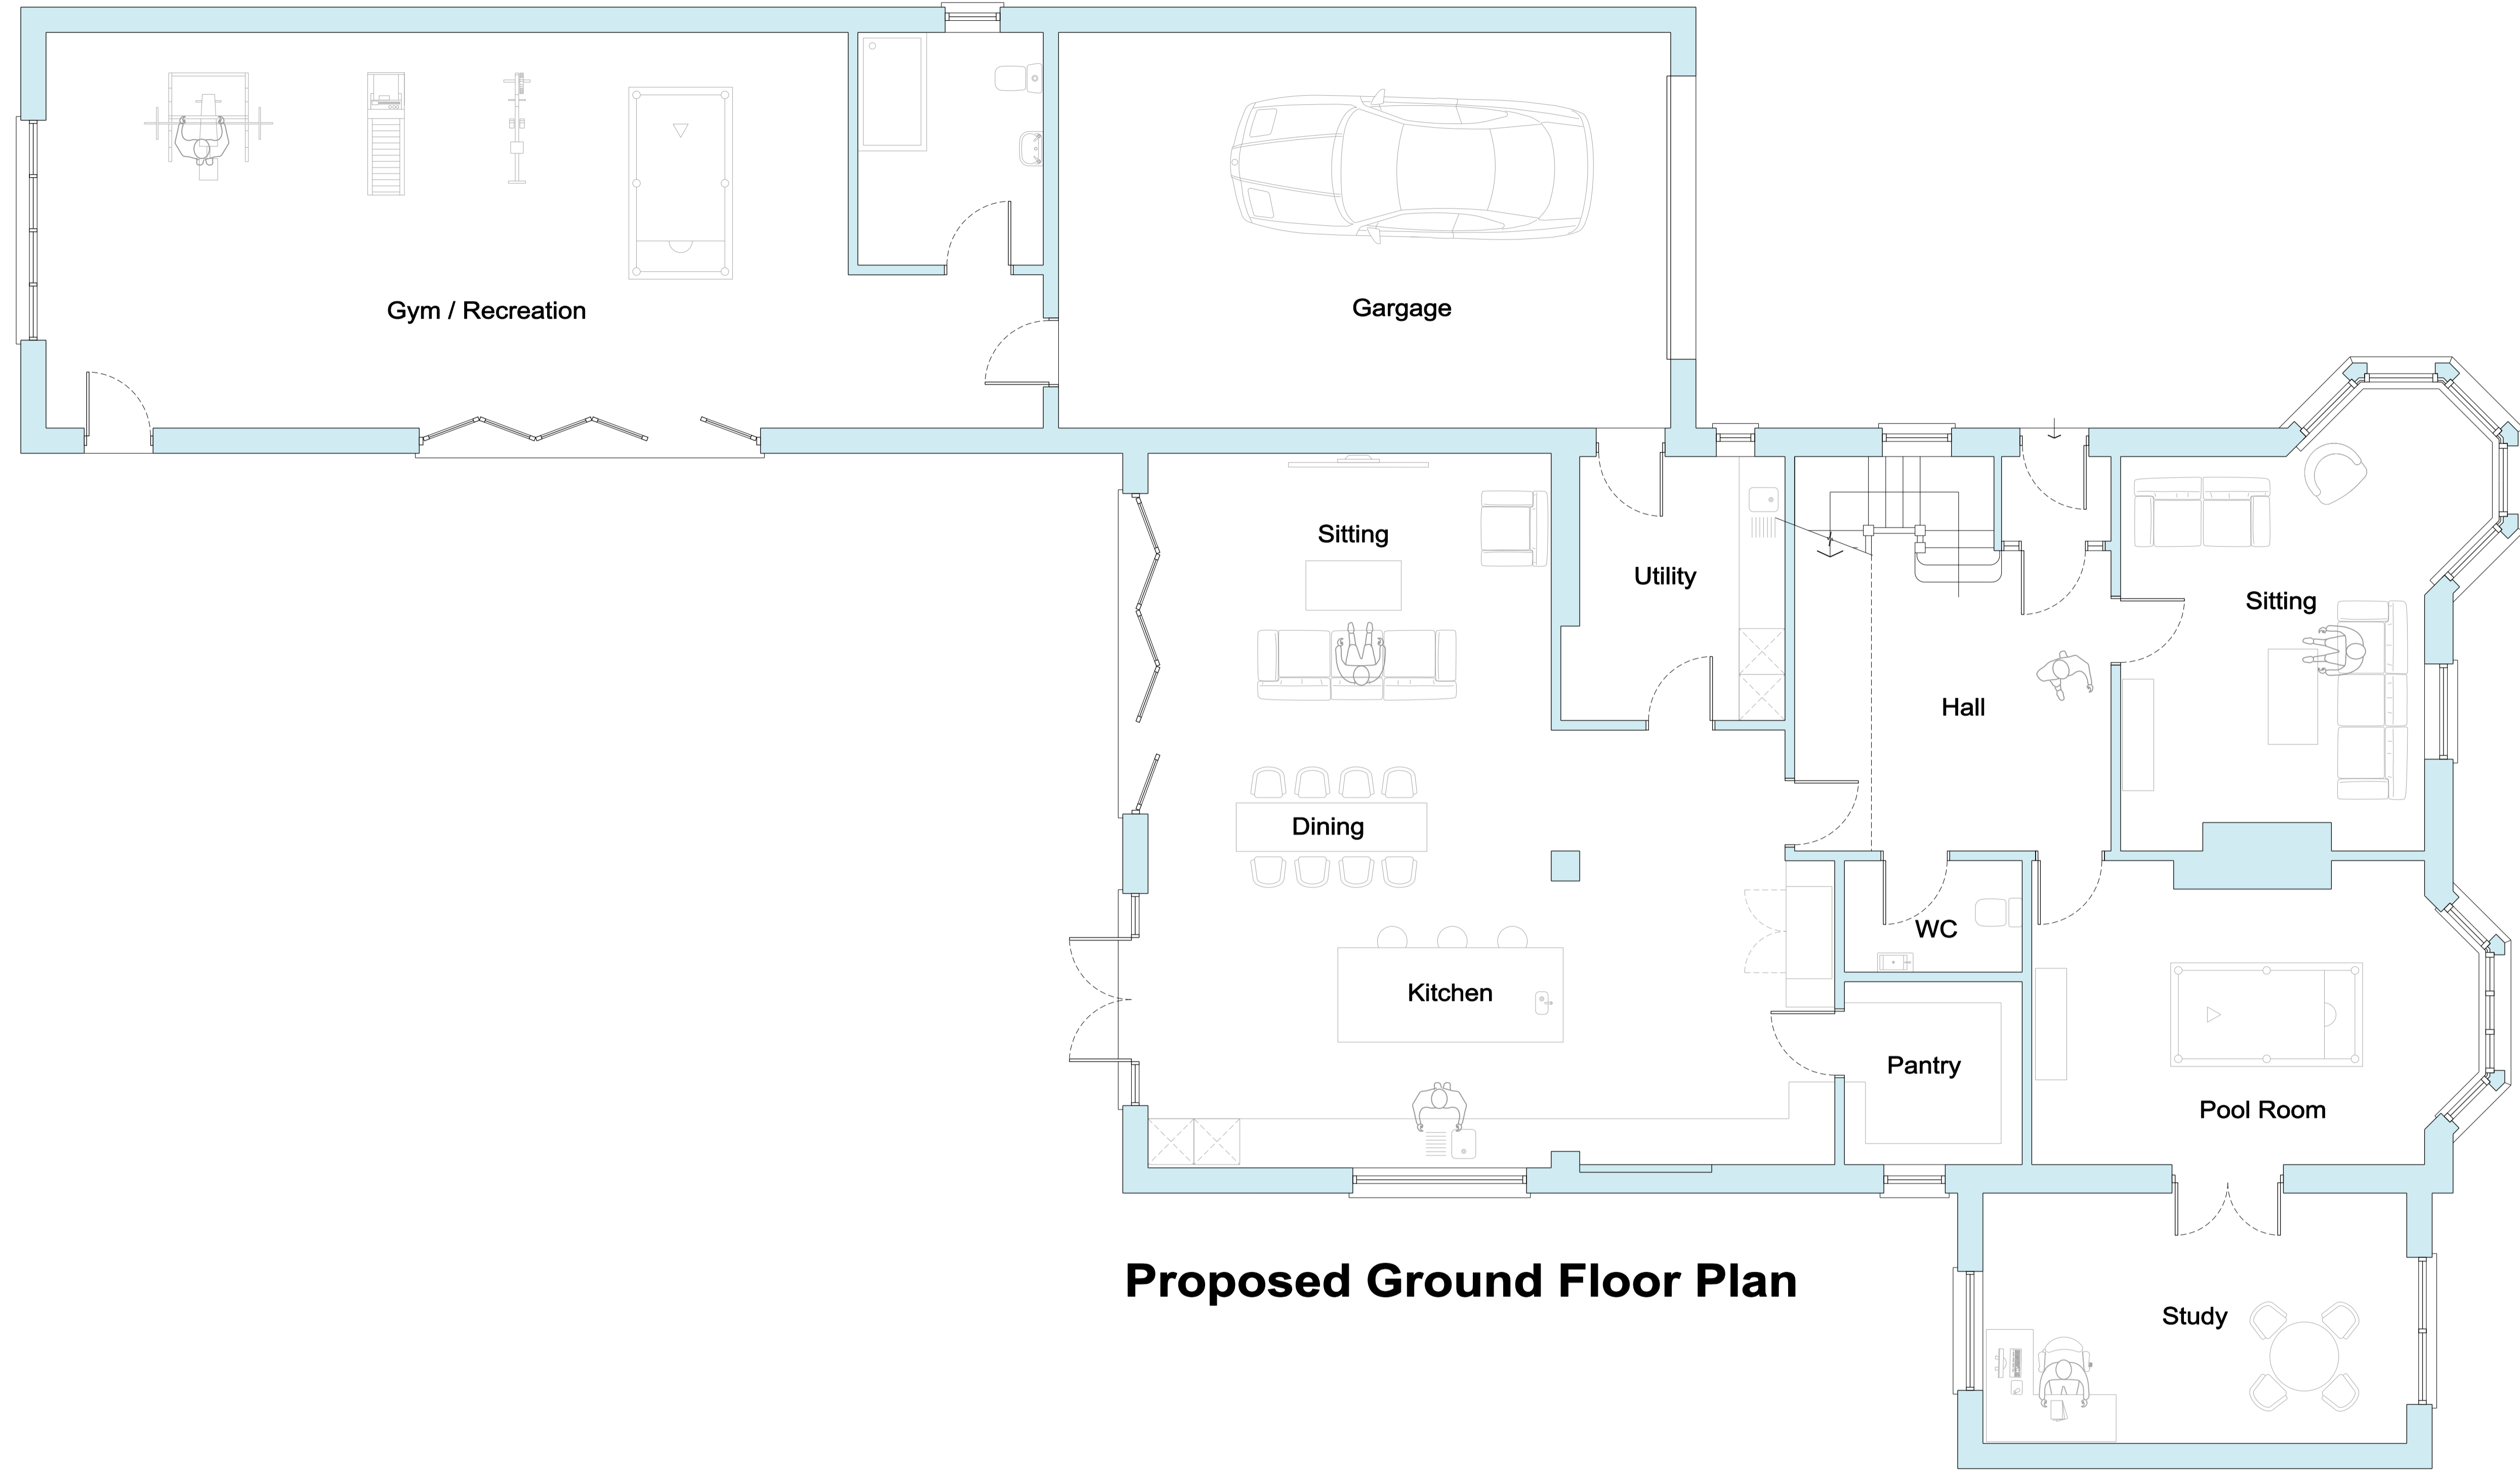 Gym / Recreation
Gargage
Sitting
Utility
Sitting
Hall
Dining
WC
Kitchen
Pantry
Pool Room
Proposed Ground Floor Plan
Study